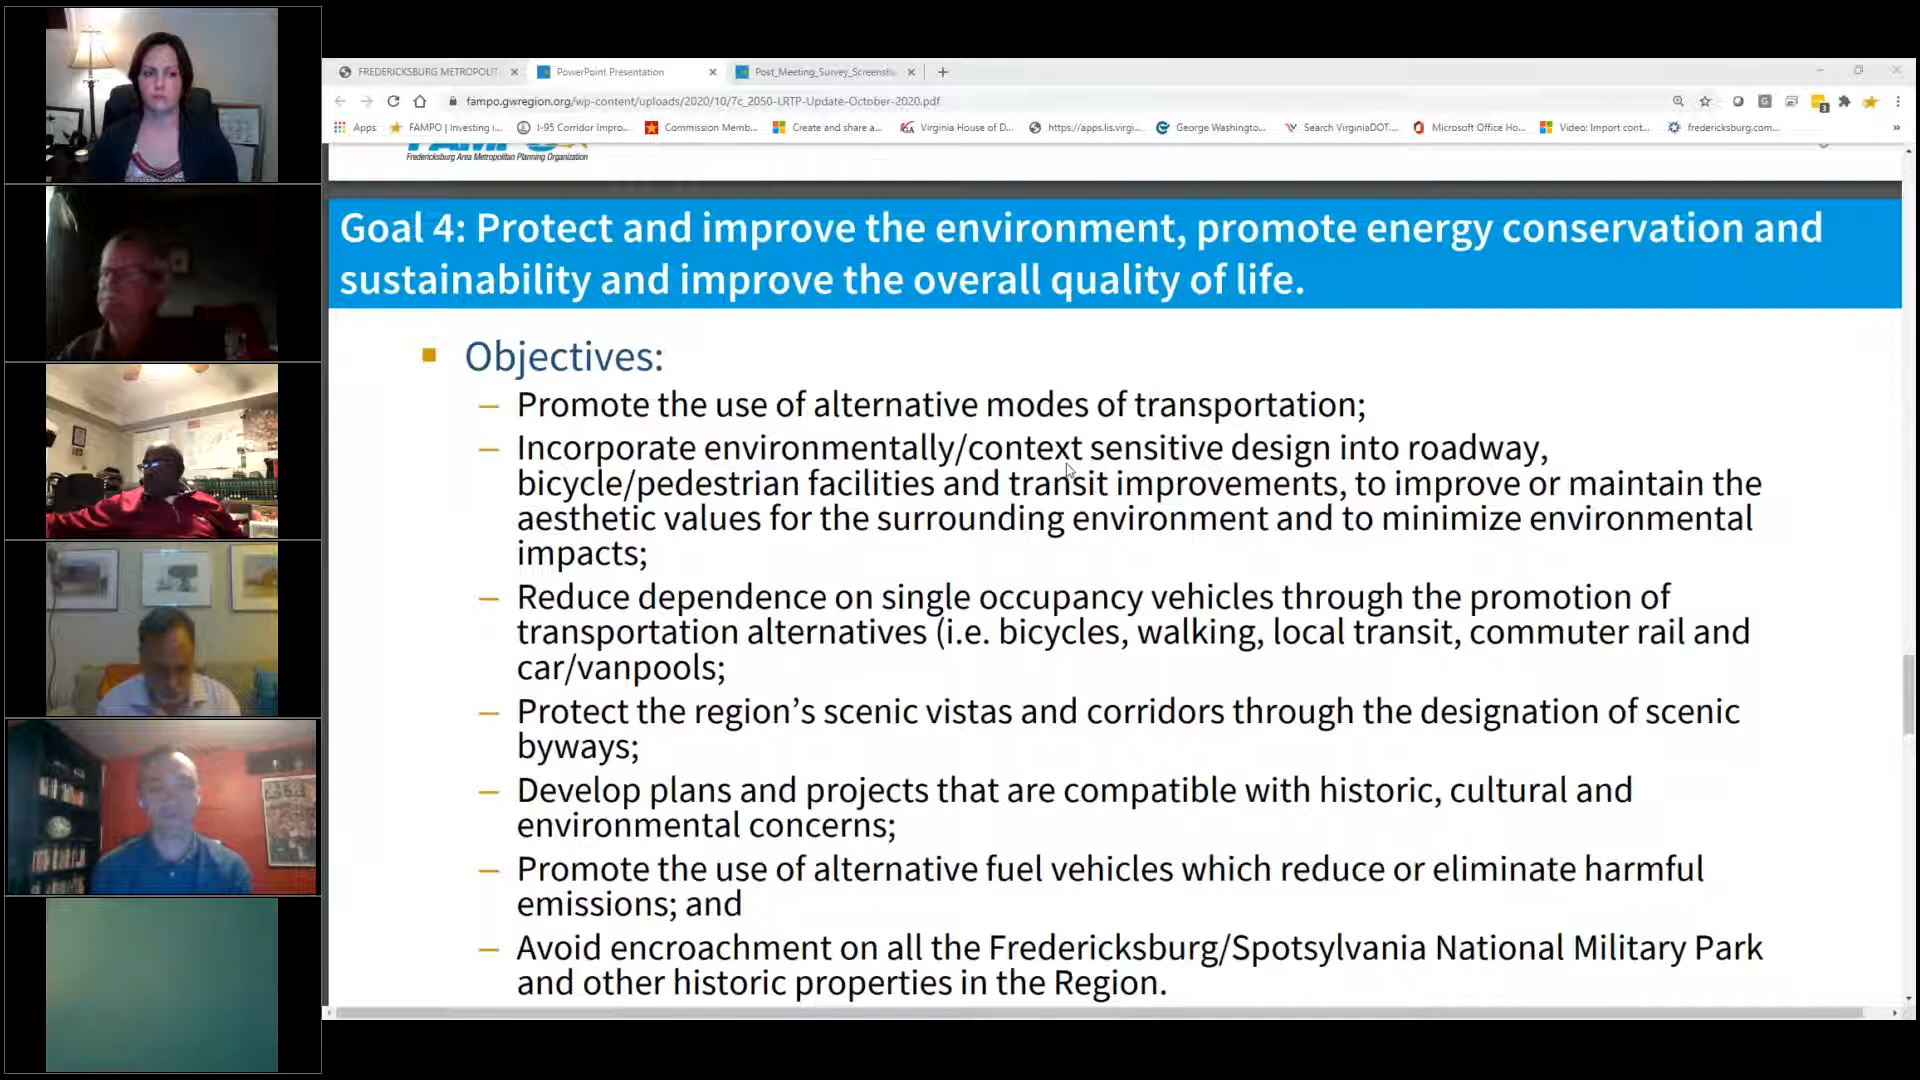 FREDERICKSBURG METROPOLIT
PowerPoint Presentation
Post_Meeting_Survey_Screensh
fampo.gwregion.org/wp-content/uploads/2020/10/7c_2050-LRTP-Update-October-2020.pdf
Apps
FAMPO | Investing i...
I-95 Corridor Impro...
Commission Memb...
Create and share a...
Virginia House of D...
https://apps.lis.virgi...
George Washingto...
Search VirginiaDOT....
Microsoft Office Ho...
Video: Import cont...
fredericksburg.com...
»
Fredericksburg Area Metropolitan Planning Organization
Goal 4: Protect and improve the environment, promote energy conservation and
sustainability and improve the overall quality of life.
Objectives:
– Promote the use of alternative modes of transportation;
– Incorporate environmentally/context sensitive design into roadway,
bicycle/pedestrian facilities and transit improvements, to improve or maintain the
aesthetic values for the surrounding environment and to minimize environmental
impacts;
– Reduce dependence on single occupancy vehicles through the promotion of
transportation alternatives (i.e. bicycles, walking, local transit, commuter rail and
car/vanpools;
– Protect the region’s scenic vistas and corridors through the designation of scenic
byways;
– Develop plans and projects that are compatible with historic, cultural and
environmental concerns;
– Promote the use of alternative fuel vehicles which reduce or eliminate harmful
emissions; and
– Avoid encroachment on all the Fredericksburg/Spotsylvania National Military Park
and other historic properties in the Region.